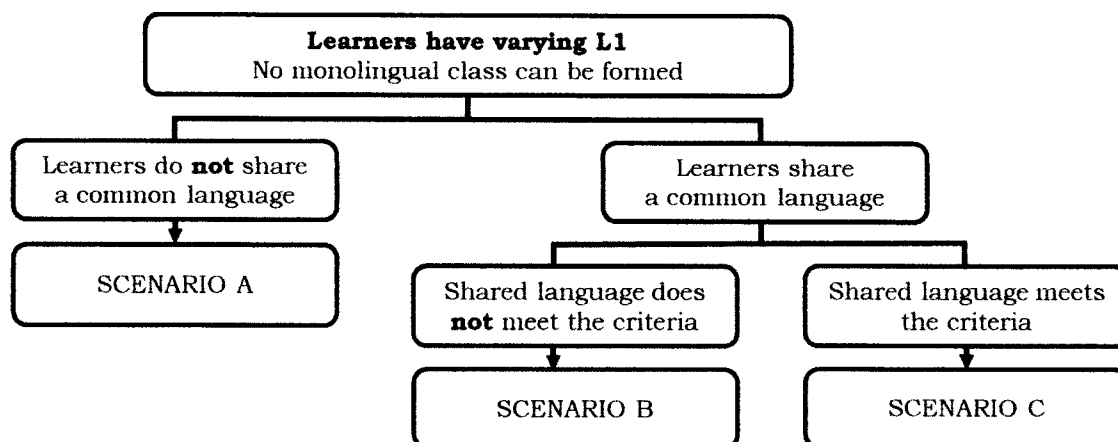 Learners have varying L1
No monolingual class can be formed
Learners do not share
a common language
Learners share
a common language
SCENARIO A
Shared language does
not meet the criteria
Shared language meets
the criteria
SCENARIO B
SCENARIO C